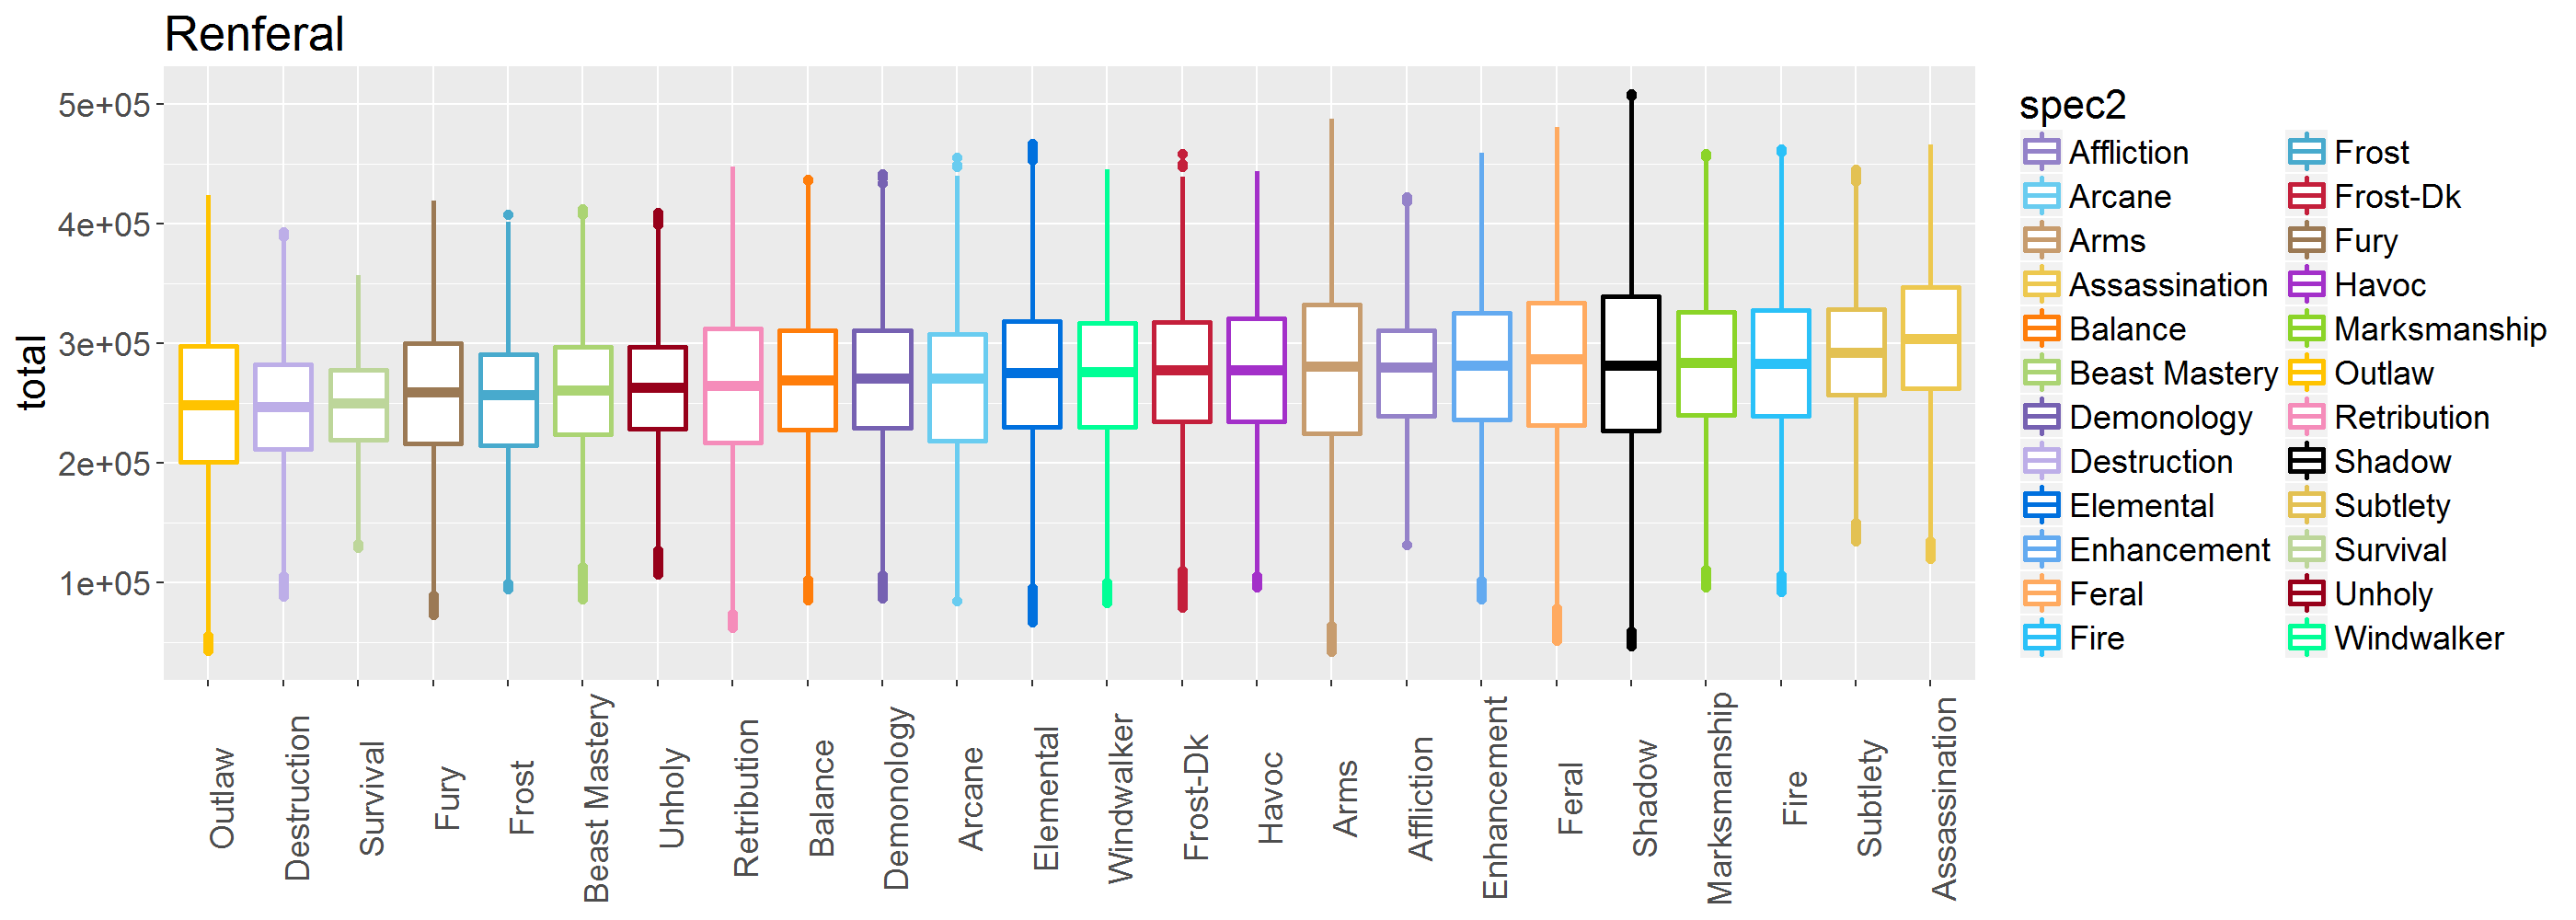 Renferal
total
5e+05
4e+05
3e+05
2e+05
1e+05
Outlaw
Destruction
Survival
Fury
Frost
Beast Mastery
Unholy
Retribution
Balance
Demonology
Arcane
Elemental
Windwalker
Frost-Dk
Havoc
Arms
Affliction
Enhancement
Feral
Shadow
Marksmanship
Fire
Subtlety
Assassination
spec2
Affliction
Arcane
Arms
Assassination
Balance
Beast Mastery
Demonology
Destruction
Elemental
Enhancement
Feral
Fire
Frost
Frost-Dk
Fury
Havoc
Marksmanship
Outlaw
Retribution
Shadow
Subtlety
Survival
Unholy
Windwalker